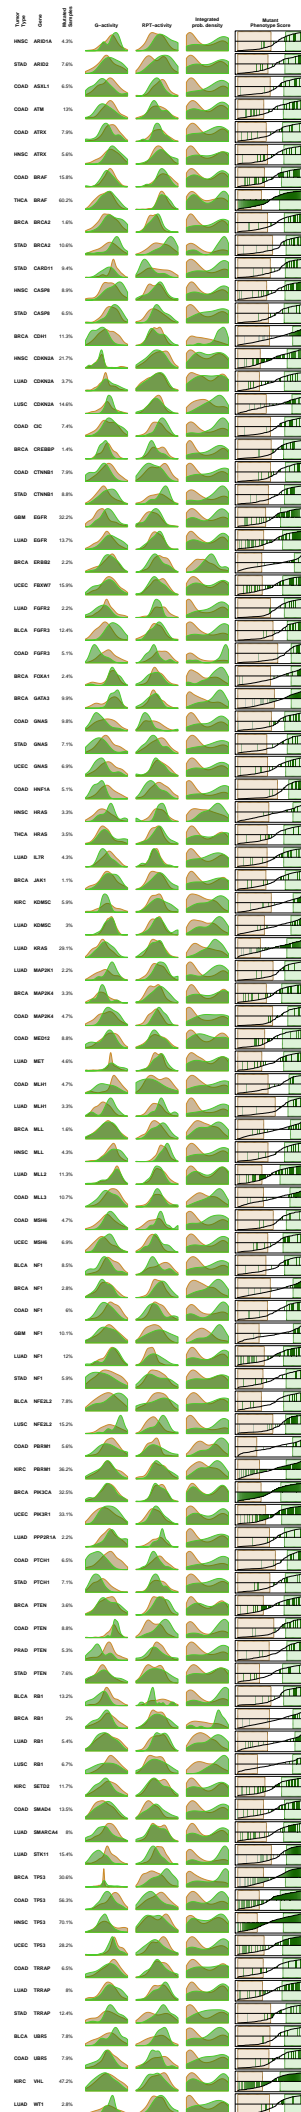 Tumor Type Gene Mutated Samples G-activity RPT-activity Integrated prob. density Mutant Phenotype Score
HNSC ARID1A 4.3%
STAD ARID2 7.6%
COAD ASXL1 6.5%
COAD ATM 13%
COAD ATRX 7.9%
HNSC ATRX 5.6%
COAD BRAF 15.8%
THCA BRAF 60.2%
BRCA BRCA2 1.6%
STAD BRCA2 10.6%
STAD CARD11 9.4%
HNSC CASP8 8.9%
STAD CASP8 6.5%
BRCA CDH1 11.3%
HNSC CDKN2A 21.7%
LUAD CDKN2A 3.7%
LUSC CDKN2A 14.6%
COAD CIC 7.4%
BRCA CREBBP 1.4%
COAD CTNNB1 7.9%
STAD CTNNB1 8.8%
GBM EGFR 32.2%
LUAD EGFR 13.7%
BRCA ERBB2 2.2%
UCEC FBXW7 15.9%
LUAD FGFR2 2.2%
BLCA FGFR3 12.4%
COAD FGFR3 5.1%
BRCA FOXA1 2.4%
BRCA GATA3 9.9%
COAD GNAS 9.8%
STAD GNAS 7.1%
UCEC GNAS 6.9%
COAD HNF1A 5.1%
HNSC HRAS 3.3%
THCA HRAS 3.5%
LUAD IL7R 4.3%
BRCA JAK1 1.1%
KIRC KDM5C 5.9%
LUAD KDM5C 3%
LUAD KRAS 29.1%
LUAD MAP2K1 2.2%
BRCA MAP2K4 3.3%
COAD MAP2K4 4.7%
COAD MED12 8.8%
LUAD MET 4.6%
COAD MLH1 4.7%
LUAD MLH1 3.3%
BRCA MLL 1.6%
HNSC MLL 4.3%
LUAD MLL2 11.3%
COAD MLL3 10.7%
COAD MSH6 4.7%
UCEC MSH6 6.9%
BLCA NF1 8.5%
BRCA NF1 2.8%
COAD NF1 6%
GBM NF1 10.1%
LUAD NF1 12%
STAD NF1 5.9%
BLCA NFE2L2 7.8%
LUSC NFE2L2 15.2%
COAD PBRM1 5.6%
KIRC PBRM1 36.2%
BRCA PIK3CA 32.5%
UCEC PIK3R1 33.1%
LUAD PPP2R1A 2.2%
COAD PTCH1 6.5%
STAD PTCH1 7.1%
BRCA PTEN 3.6%
COAD PTEN 8.8%
PRAD PTEN 5.3%
STAD PTEN 7.6%
BLCA RB1 13.2%
BRCA RB1 2%
LUAD RB1 5.4%
LUSC RB1 6.7%
KIRC SETD2 11.7%
COAD SMAD4 13.5%
LUAD SMARCA4 8%
LUAD STK11 15.4%
BRCA TP53 30.6%
COAD TP53 56.3%
HNSC TP53 70.1%
UCEC TP53 28.2%
COAD TRRAP 6.5%
LUAD TRRAP 8%
STAD TRRAP 12.4%
BLCA UBR5 7.8%
COAD UBR5 7.9%
KIRC VHL 47.2%
LUAD WT1 2.8%